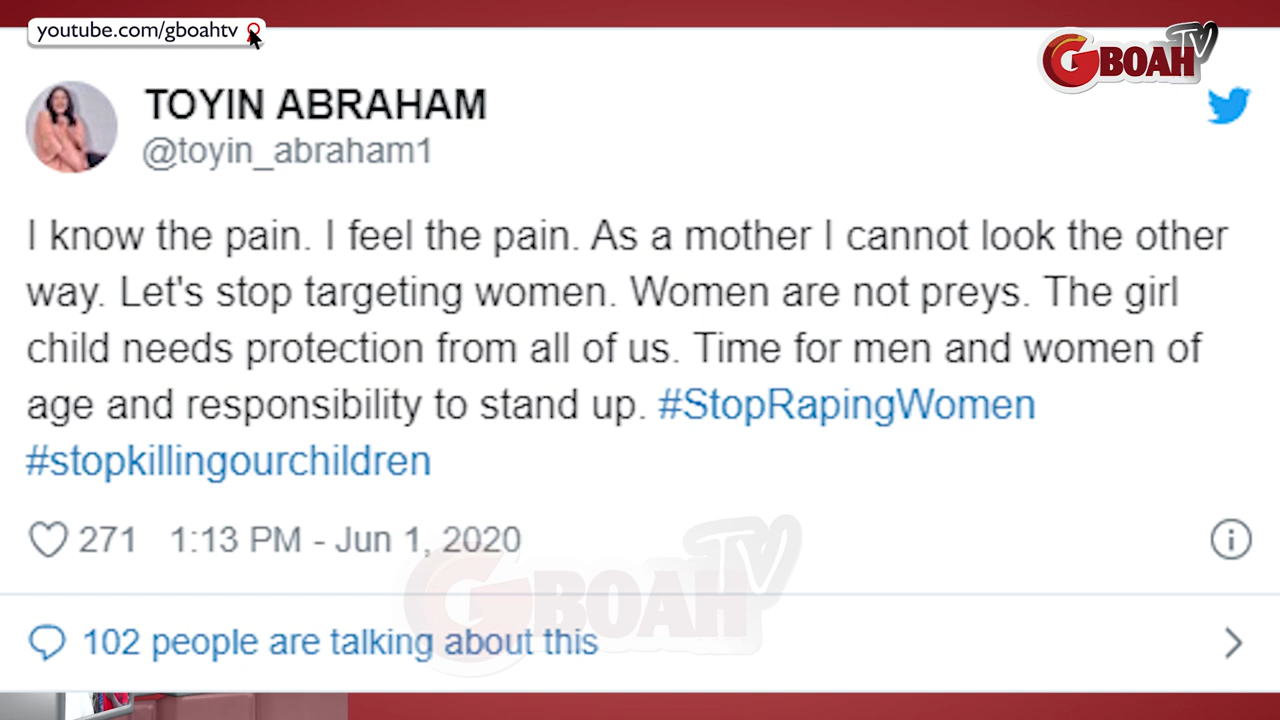 youtube.com/gboahtv
GBOAH TV
TOYIN ABRAHAM
@toyin_abraham1
I know the pain. I feel the pain. As a mother I cannot look the other
way. Let's stop targeting women. Women are not preys. The girl
child needs protection from all of us. Time for men and women of
age and responsibility to stand up. #StopRapingWomen
#stopkillingourchildren
271 1:13 PM - Jun 1, 2020
GBOAH TV
102 people are talking about this